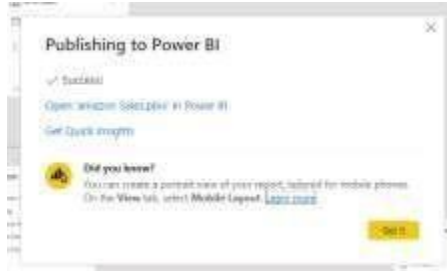 Publishing to Power BI
Success
Open amazon Sales.pbix in Power BI
Get Quick Insights
Did you know?
You can create a portrait view of your report, tailored for mobile phones.
On the View tab, select Mobile Layout. Learn more
Got it